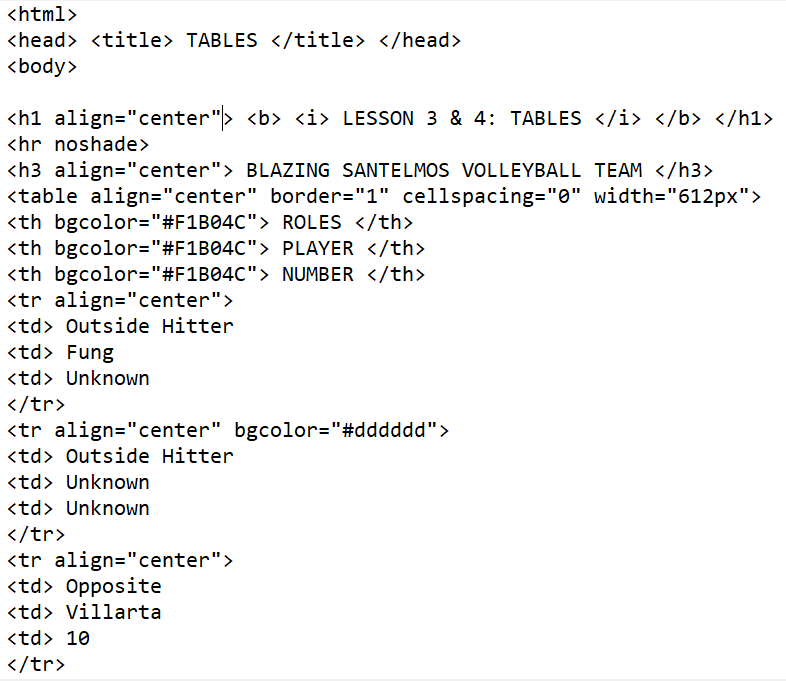 <html>
<head> <title> TABLES </title> </head>
<body>
<h1 align="center"> <b> <i> LESSON 3 & 4: TABLES </i> </b> </h1>
<hr noshade>
<h3 align="center"> BLAZING SANTELMOS VOLLEYBALL TEAM </h3>
<table align="center" border="1" cellspacing="0" width="612px">
<th bgcolor="#F1B04C"> ROLES </th>
<th bgcolor="#F1B04C"> PLAYER </th>
<th bgcolor="#F1B04C"> NUMBER </th>
<tr align="center">
<td> Outside Hitter
<td> Fung
<td> Unknown
</tr>
<tr align="center" bgcolor="#dddddd">
<td> Outside Hitter
<td> Unknown
<td> Unknown
</tr>
<tr align="center">
<td> Opposite
<td> Villarta
<td> 10
</tr>